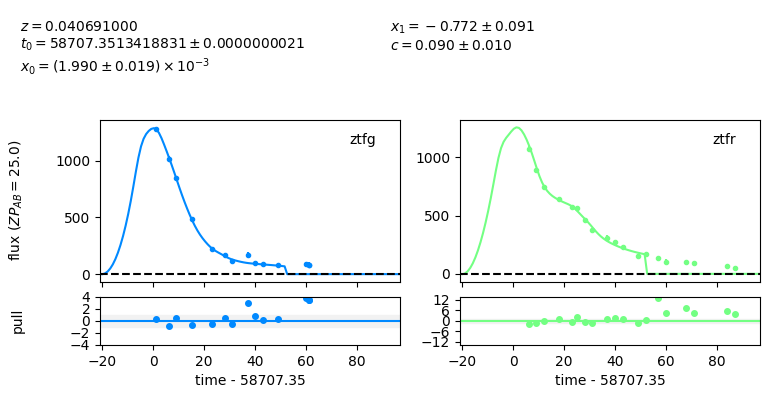 z = 0.040691000
t₀ = 58707.3513418831 ± 0.0000000021
x₀ = (1.990 ± 0.019) × 10⁻³
x₁ = −0.772 ± 0.091
c = 0.090 ± 0.010
flux (ZP_AB = 25.0)
ztfg
1000
500
0
ztfr
1000
500
0
pull
4
2
0
−2
−4
−20 0 20 40 60 80
time - 58707.35
12
6
0
−6
−12
−20 0 20 40 60 80
time - 58707.35